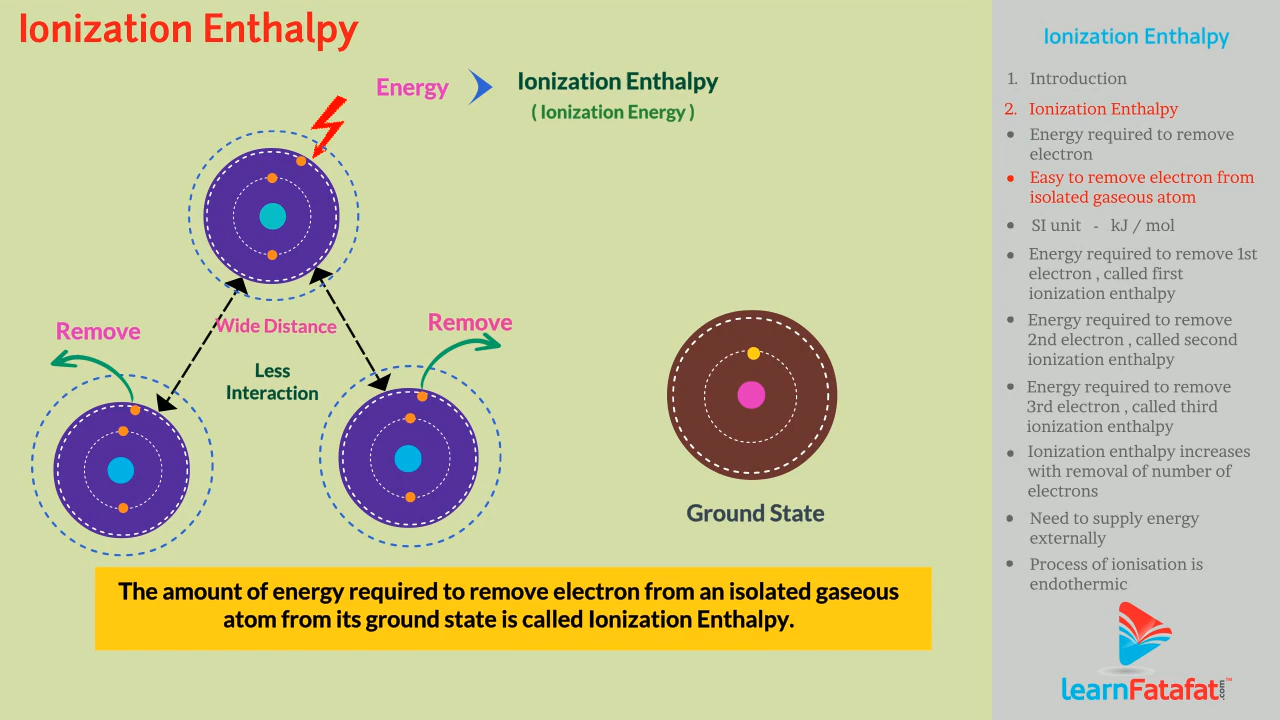 Ionization Enthalpy
Energy
Ionization Enthalpy
( Ionization Energy )
Remove
Wide Distance
Remove
Less
Interaction
Ground State
The amount of energy required to remove electron from an isolated gaseous
atom from its ground state is called Ionization Enthalpy.
Ionization Enthalpy
1. Introduction
2. Ionization Enthalpy
• Energy required to remove
electron
• Easy to remove electron from
isolated gaseous atom
• SI unit - kJ / mol
• Energy required to remove 1st
electron , called first
ionization enthalpy
• Energy required to remove
2nd electron , called second
ionization enthalpy
• Energy required to remove
3rd electron , called third
ionization enthalpy
• Ionization enthalpy increases
with removal of number of
electrons
• Need to supply energy
externally
• Process of ionisation is
endothermic
learnFatafat.com™